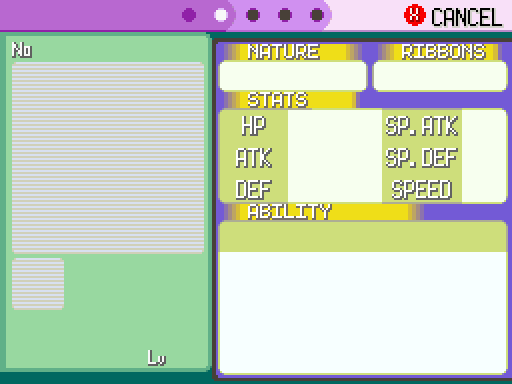 X CANCEL
No
NATURE RIBBONS
STATS
HP SP. ATK
ATK SP. DEF
DEF SPEED
ABILITY
Lv